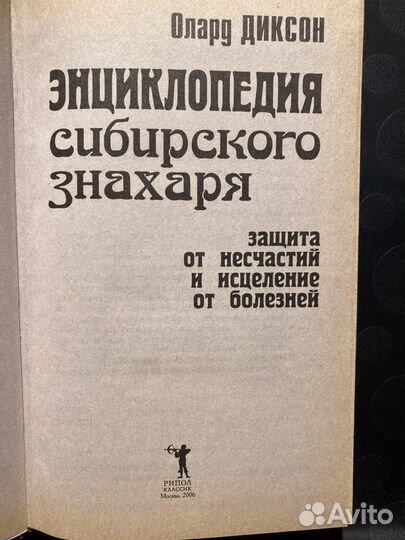 Олард ДИКСОН
ЭНЦИКЛОПЕДИЯ
сибирского
знахаря
защита
от несчастий
и исцеление
от болезней
РИПОЛ
КЛАССИК
Москва, 2006
Avito